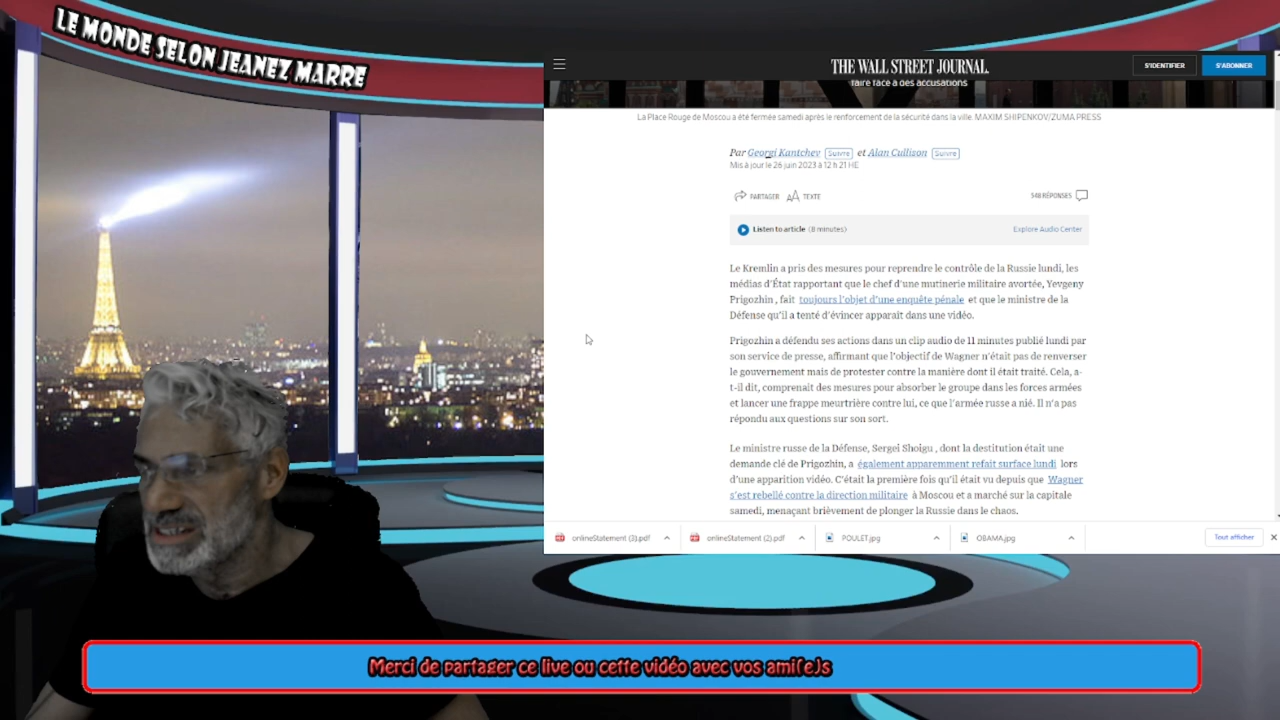 LE MONDE SELON JEANEZ MARRE
THE WALL STREET JOURNAL.
S'IDENTIFIER
S'ABONNER
faire face à des accusations
La Place Rouge de Moscou a été fermée samedi après le renforcement de la sécurité dans la ville. MAXIM SHIPENKOV/ZUMA PRESS
Par Georgi Kantchev Suivre et Alan Cullison Suivre
Mis à jour le 26 juin 2023 à 12 h 21 HE
PARTAGER AA TEXTE
548 RÉPONSES
Listen to article (8 minutes)
Explore Audio Center
Le Kremlin a pris des mesures pour reprendre le contrôle de la Russie lundi, les
médias d'État rapportant que le chef d'une mutinerie militaire avortée, Yevgeny
Prigozhin , fait toujours l'objet d'une enquête pénale et que le ministre de la
Défense qu'il a tenté d'évincer apparaît dans une vidéo.
Prigozhin a défendu ses actions dans un clip audio de 11 minutes publié lundi par
son service de presse, affirmant que l'objectif de Wagner n'était pas de renverser
le gouvernement mais de protester contre la manière dont il était traité. Cela, a-
t-il dit, comprenait des mesures pour absorber le groupe dans les forces armées
et lancer une frappe meurtrière contre lui, ce que l'armée russe a nié. Il n'a pas
répondu aux questions sur son sort.
Le ministre russe de la Défense, Sergei Shoigu , dont la destitution était une
demande clé de Prigozhin, a également apparemment refait surface lundi lors
d'une apparition vidéo. C'était la première fois qu'il était vu depuis que Wagner
s'est rebellé contre la direction militaire à Moscou et a marché sur la capitale
samedi, menaçant brièvement de plonger la Russie dans le chaos.
onlineStatement (3).pdf
onlineStatement (2).pdf
POULET.jpg
OBAMA.jpg
Tout afficher
Merci de partager ce live ou cette vidéo avec vos ami(e)s